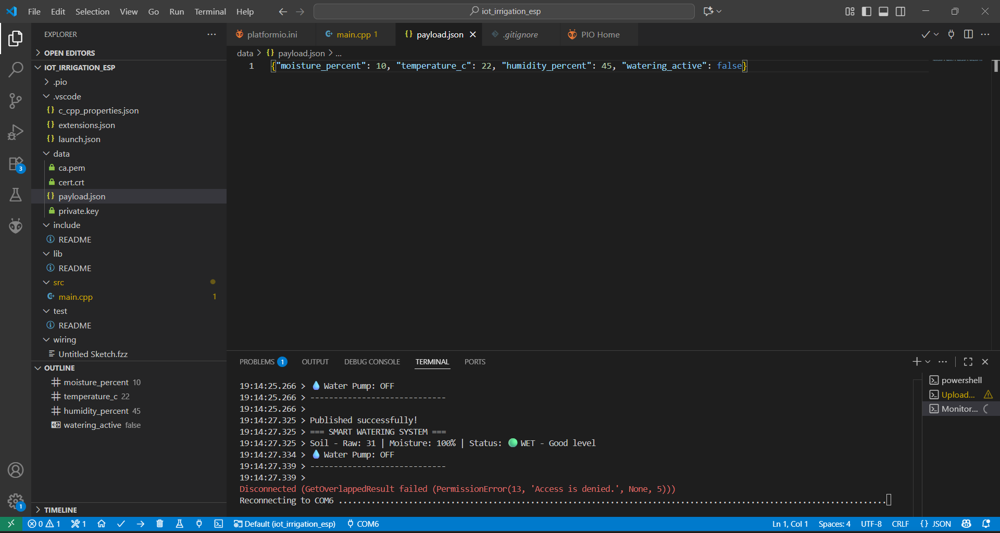 File Edit Selection View Go Run Terminal Help
iot_irrigation_esp
EXPLORER
OPEN EDITORS
IOT_IRRIGATION_ESP
.pio
.vscode
c_cpp_properties.json
extensions.json
launch.json
data
ca.pem
cert.crt
payload.json
private.key
include
README
lib
README
src
main.cpp 1
test
README
wiring
Untitled Sketch.fzz
OUTLINE
moisture_percent 10
temperature_c 22
humidity_percent 45
watering_active false
TIMELINE
3
1
platformio.ini main.cpp 1 payload.json .gitignore PIO Home
data > payload.json > ...
1 {"moisture_percent": 10, "temperature_c": 22, "humidity_percent": 45, "watering_active": false}
PROBLEMS 1 OUTPUT DEBUG CONSOLE TERMINAL PORTS
19:14:25.266 > 💧 Water Pump: OFF
19:14:25.266 > -----------------------------
19:14:25.266 >
19:14:27.325 > Published successfully!
19:14:27.325 > === SMART WATERING SYSTEM ===
19:14:27.325 > Soil - Raw: 31 | Moisture: 100% | Status: 🟢 WET - Good level
19:14:27.334 > 💧 Water Pump: OFF
19:14:27.339 > -----------------------------
19:14:27.339 >
Disconnected (GetOverlappedResult failed (PermissionError(13, 'Access is denied.', None, 5)))
Reconnecting to COM6 .....................................................................................................................
powershell
Upload...
Monitor...
0 1 1 Default (iot_irrigation_esp) COM6 Ln 1, Col 1 Spaces: 4 UTF-8 CRLF {} JSON